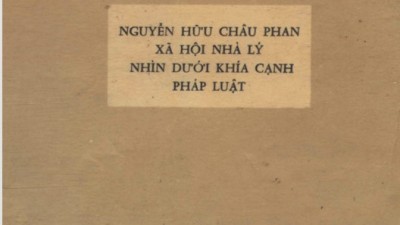 NGUYỄN HỮU CHÂU PHAN
XÃ HỘI NHÀ LÝ
NHÌN DƯỚI KHÍA CẠNH
PHÁP LUẬT